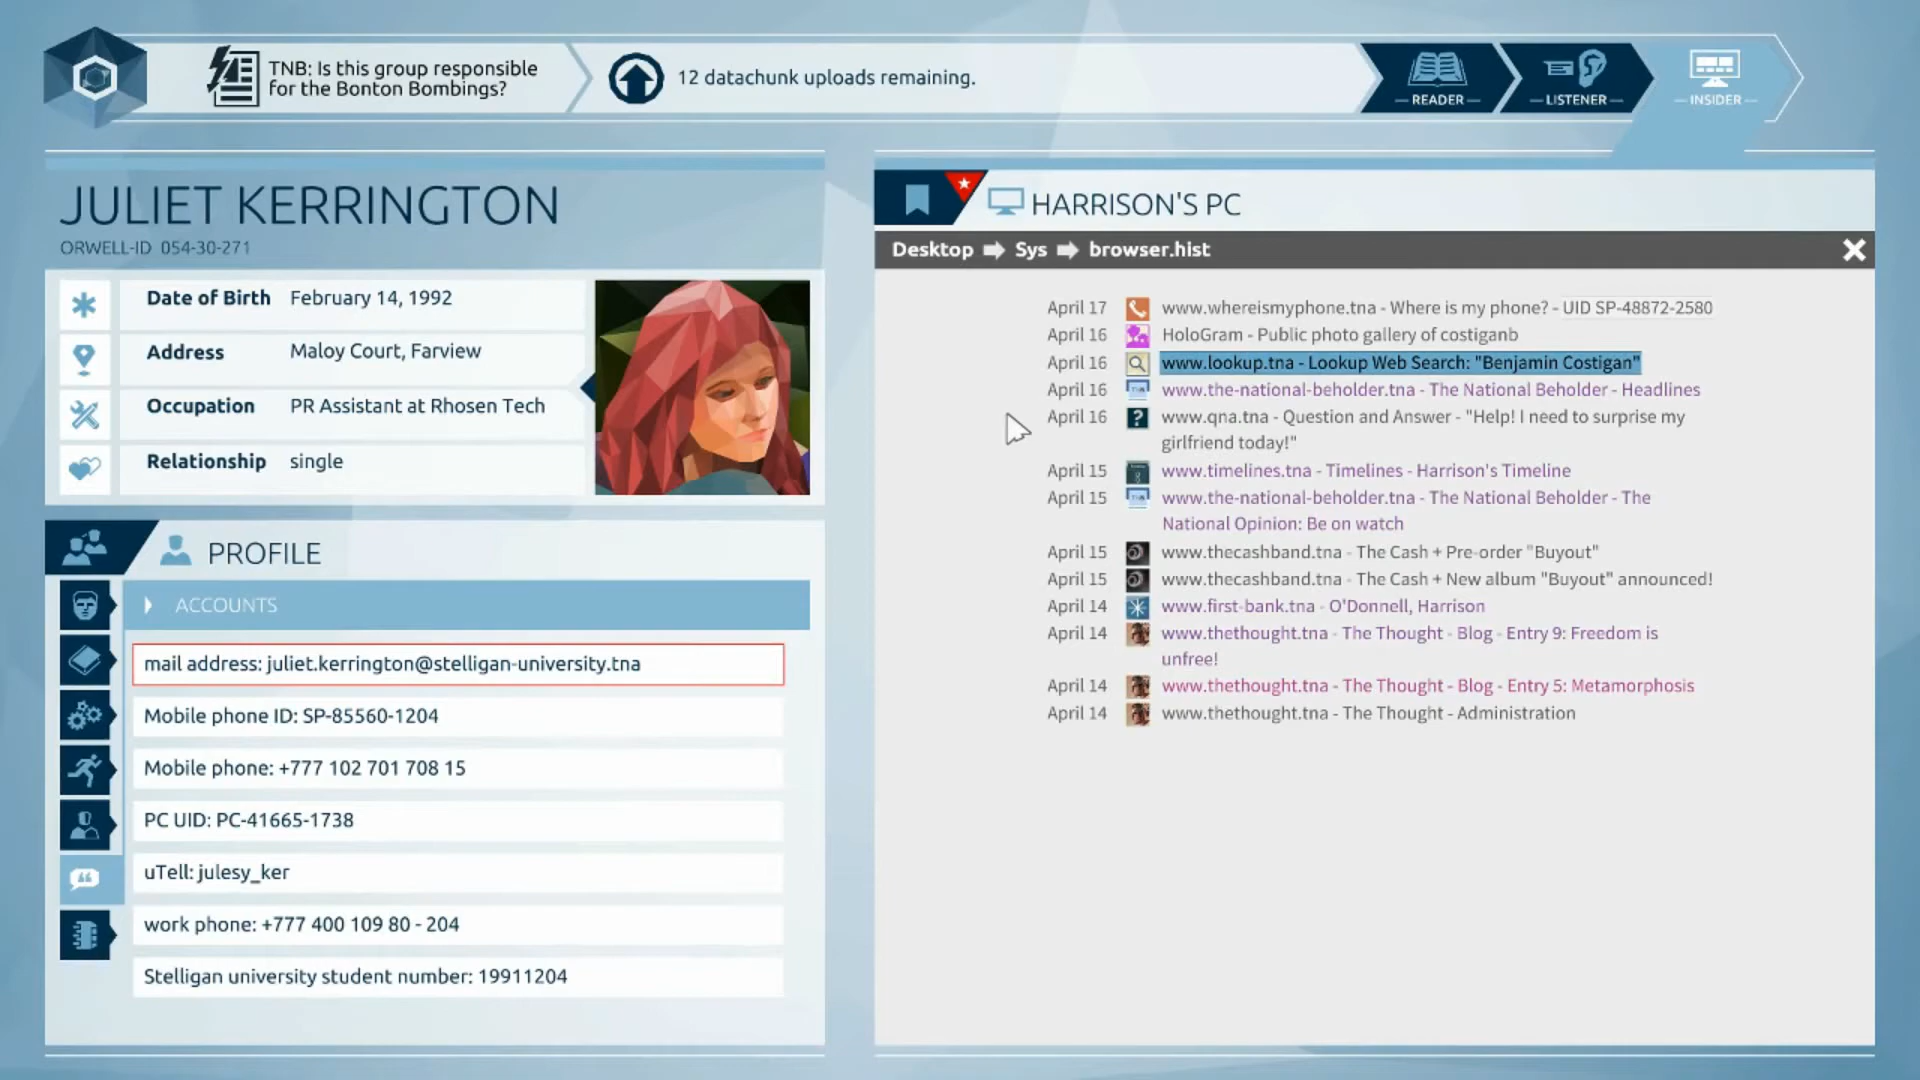 TNB: Is this group responsible
for the Bonton Bombings?
12 datachunk uploads remaining.
READER
LISTENER
INSIDER
JULIET KERRINGTON
ORWELL-ID 054-30-271
Date of Birth February 14, 1992
Address Maloy Court, Farview
Occupation PR Assistant at Rhosen Tech
Relationship single
PROFILE
ACCOUNTS
mail address: juliet.kerrington@stelligan-university.tna
Mobile phone ID: SP-85560-1204
Mobile phone: +777 102 701 708 15
PC UID: PC-41665-1738
uTell: julesy_ker
work phone: +777 400 109 80 - 204
Stelligan university student number: 19911204
HARRISON'S PC
Desktop Sys browser.hist
April 17 www.whereismyphone.tna - Where is my phone? - UID SP-48872-2580
April 16 HoloGram - Public photo gallery of costiganb
April 16 www.lookup.tna - Lookup Web Search: "Benjamin Costigan"
April 16 www.the-national-beholder.tna - The National Beholder - Headlines
April 16 ? www.qna.tna - Question and Answer - "Help! I need to surprise my
girlfriend today!"
April 15 www.timelines.tna - Timelines - Harrison's Timeline
April 15 www.the-national-beholder.tna - The National Beholder - The
National Opinion: Be on watch
April 15 www.thecashband.tna - The Cash + Pre-order "Buyout"
April 15 www.thecashband.tna - The Cash + New album "Buyout" announced!
April 14 www.first-bank.tna - O'Donnell, Harrison
April 14 www.thethought.tna - The Thought - Blog - Entry 9: Freedom is
unfree!
April 14 www.thethought.tna - The Thought - Blog - Entry 5: Metamorphosis
April 14 www.thethought.tna - The Thought - Administration